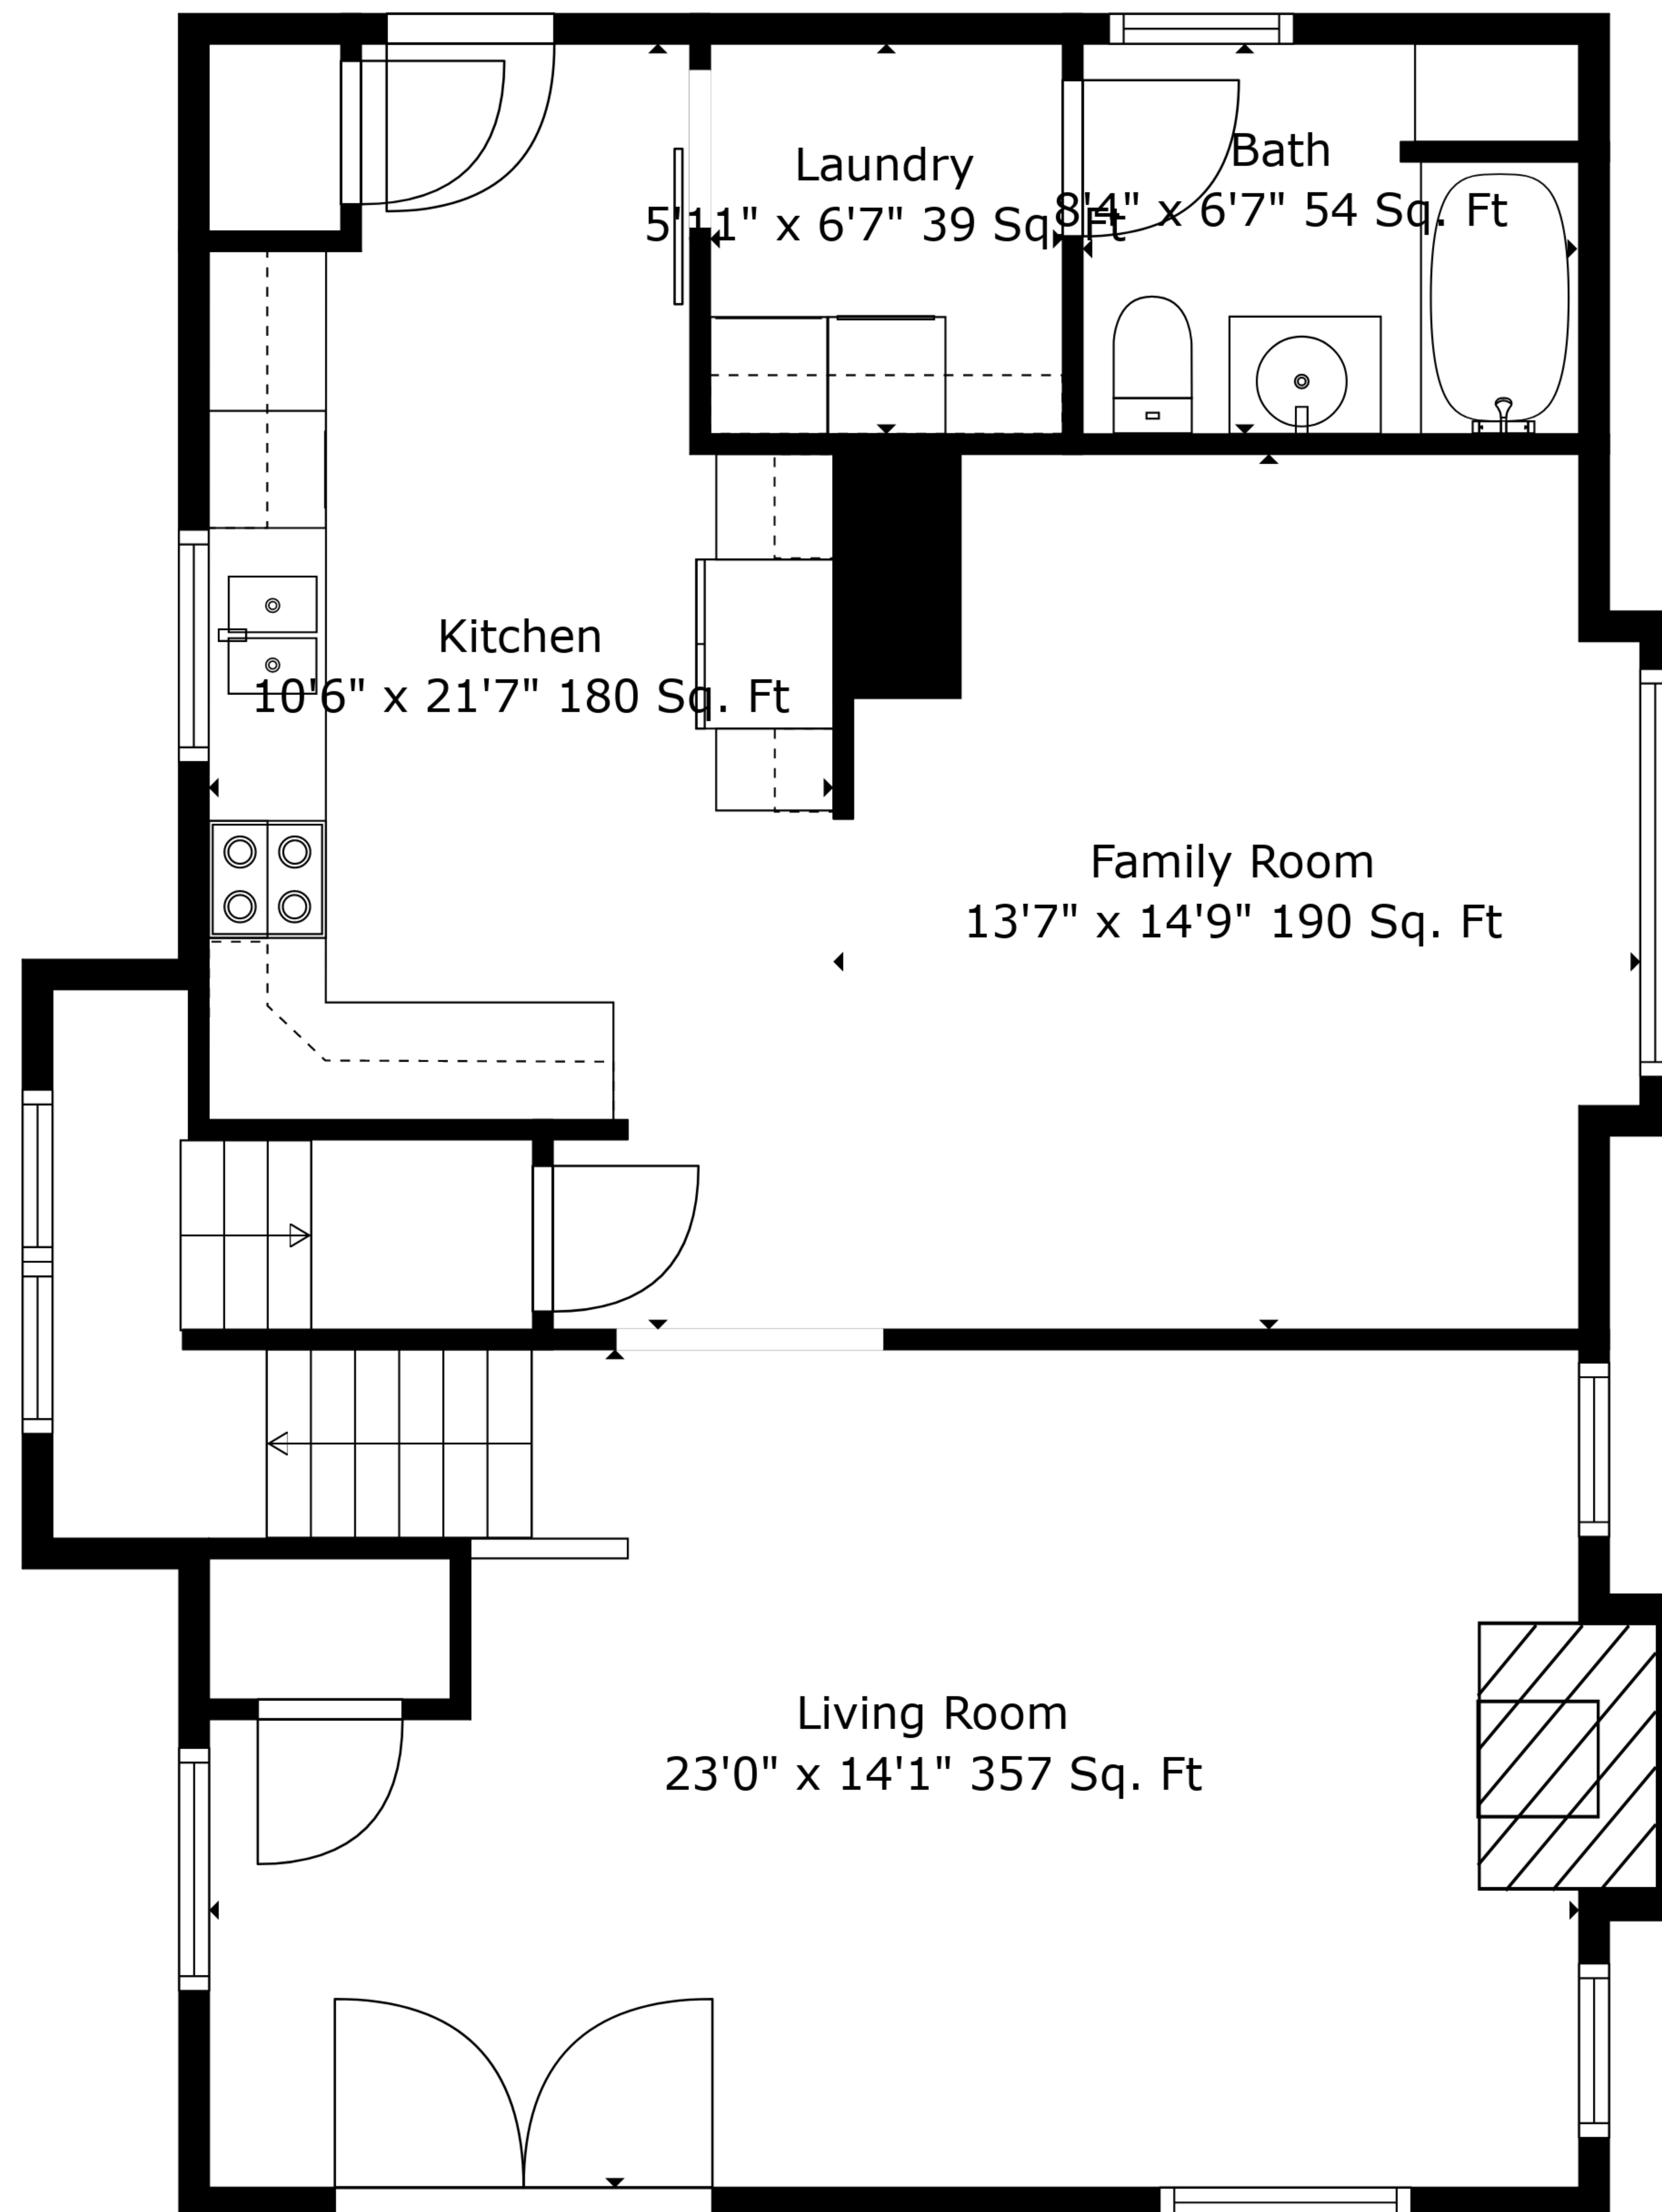 Laundry
5'11" x 6'7" 39 Sq. Ft
Bath
8'4" x 6'7" 54 Sq. Ft
Kitchen
10'6" x 21'7" 180 Sq. Ft
Family Room
13'7" x 14'9" 190 Sq. Ft
Living Room
23'0" x 14'1" 357 Sq. Ft